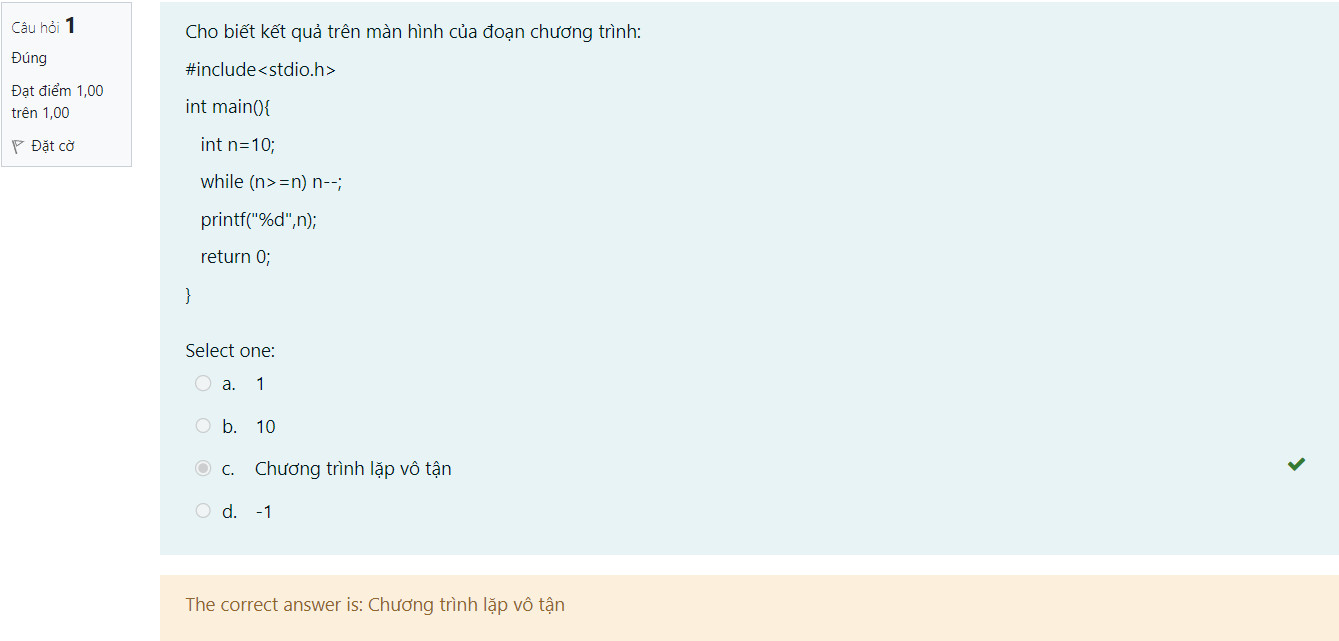 Câu hỏi 1
Đúng
Đạt điểm 1,00
trên 1,00
Đặt cờ
Cho biết kết quả trên màn hình của đoạn chương trình:
#include<stdio.h>
int main(){
int n=10;
while (n>=n) n--;
printf("%d",n);
return 0;
}
Select one:
a. 1
b. 10
c. Chương trình lặp vô tận
d. -1
The correct answer is: Chương trình lặp vô tận